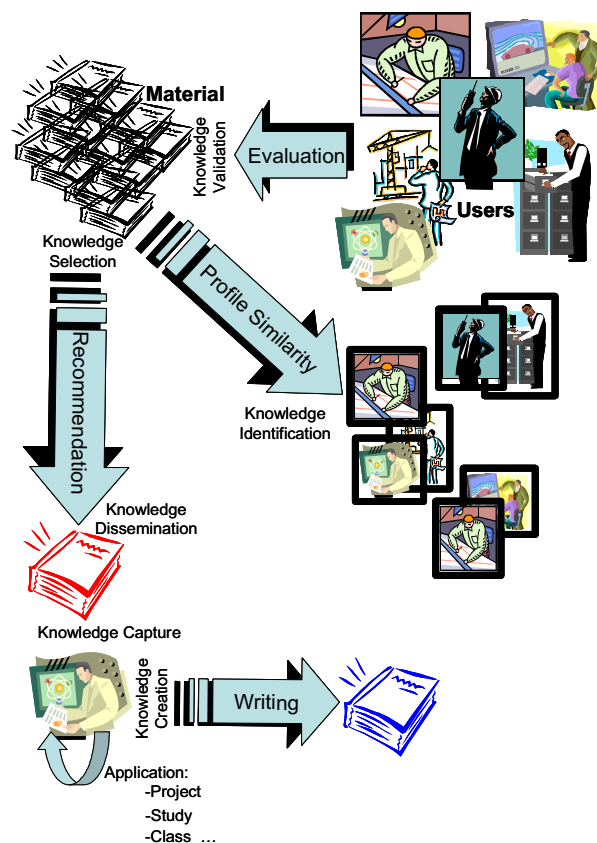 Material
Knowledge
Validation
Evaluation
Users
Knowledge
Selection
Profile Similarity
Recommendation
Knowledge
Identification
Knowledge
Dissemination
Knowledge Capture
Knowledge
Creation
Writing
Application:
-Project
-Study
-Class ...